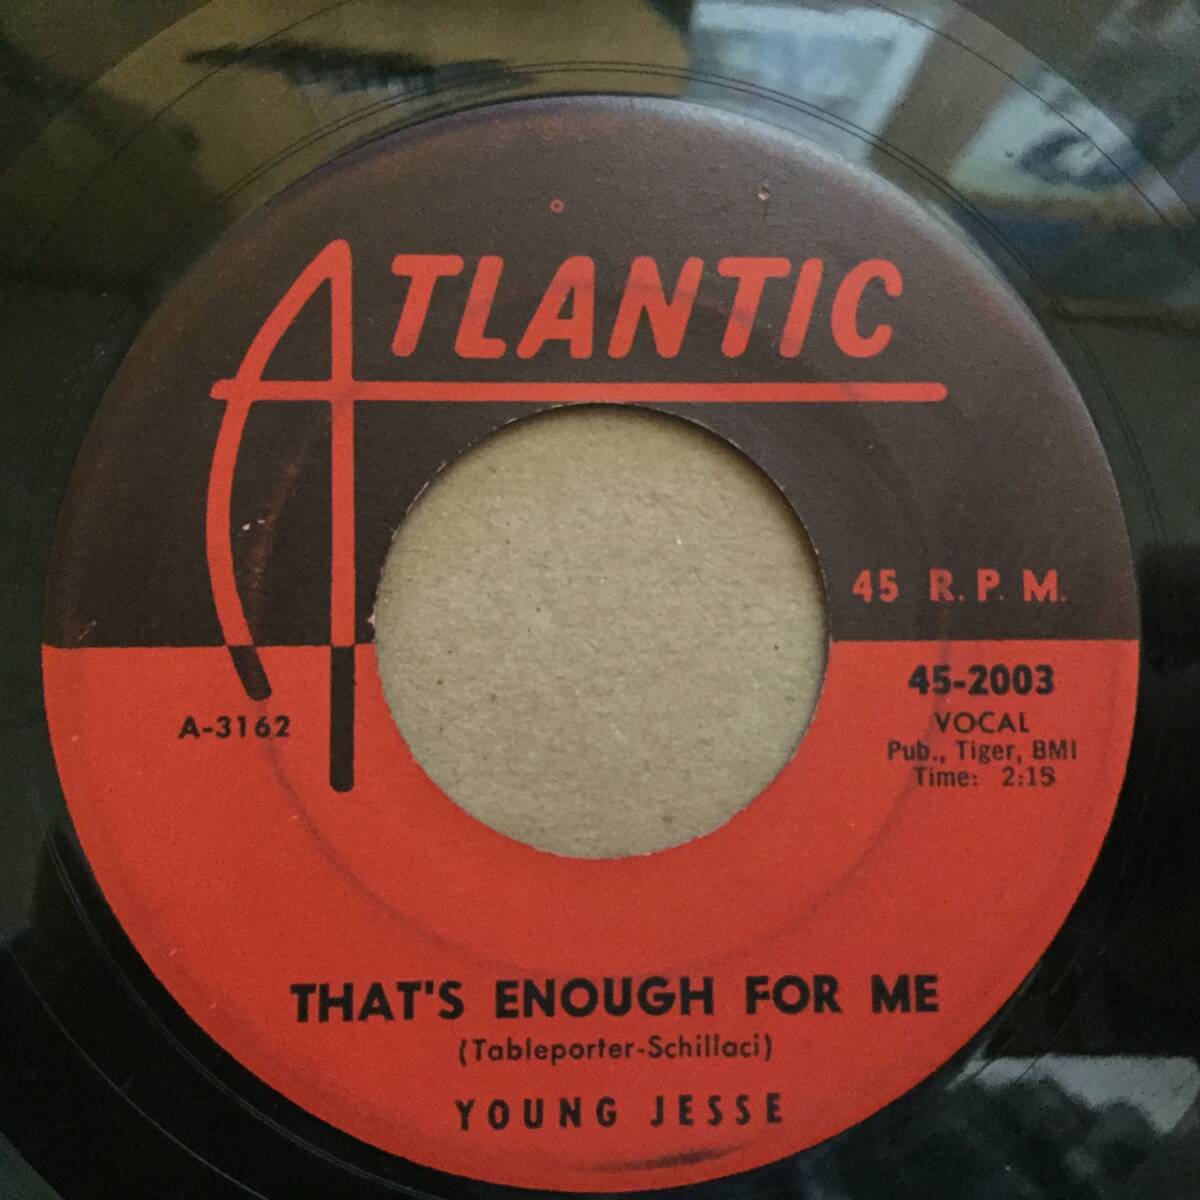 ATLANTIC
45 R.P.M.
45-2003
VOCAL
Pub., Tiger, BMI
Time: 2:15
A-3162
THAT'S ENOUGH FOR ME
(Tableporter-Schillaci)
YOUNG JESSE